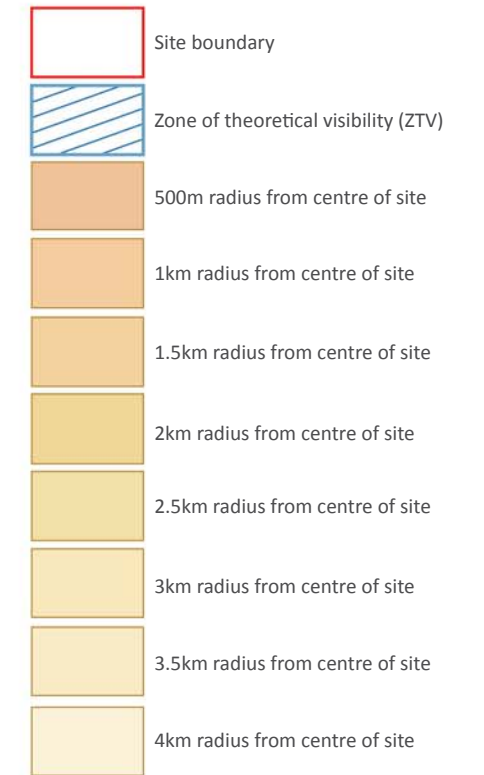 Site boundary
Zone of theoretical visibility (ZTV)
500m radius from centre of site
1km radius from centre of site
1.5km radius from centre of site
2km radius from centre of site
2.5km radius from centre of site
3km radius from centre of site
3.5km radius from centre of site
4km radius from centre of site